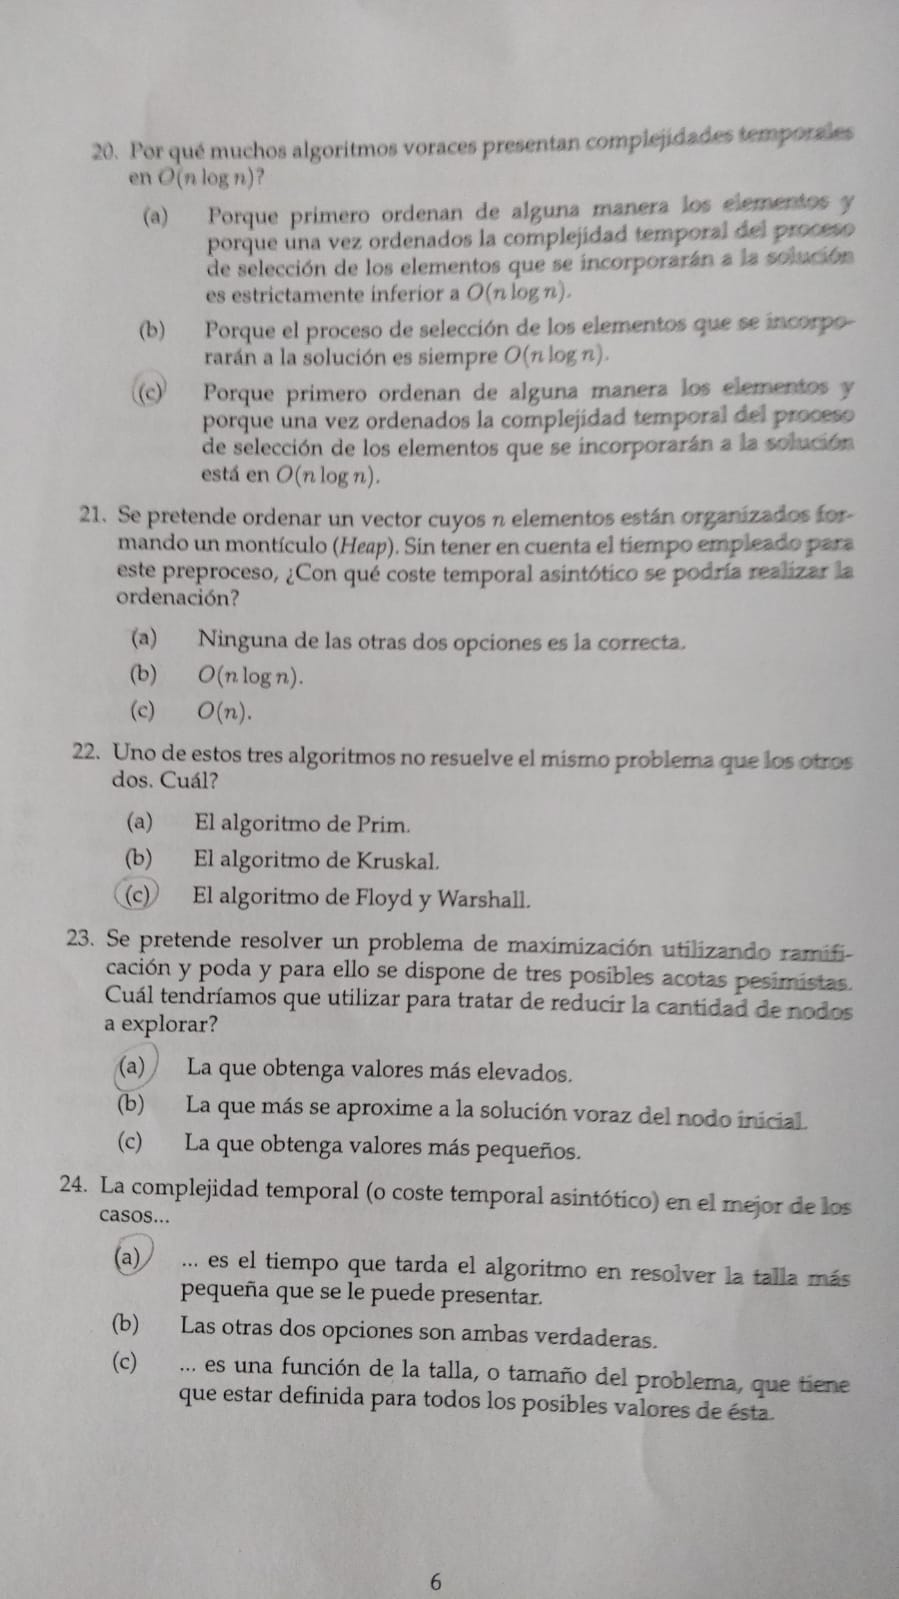 20. Por qué muchos algoritmos voraces presentan complejidades temporales
en O(n log n)?
(a) Porque primero ordenan de alguna manera los elementos y
porque una vez ordenados la complejidad temporal del proceso
de selección de los elementos que se incorporarán a la solución
es estrictamente inferior a O(n log n).
(b) Porque el proceso de selección de los elementos que se incorpo-
rarán a la solución es siempre O(n log n).
(c) Porque primero ordenan de alguna manera los elementos y
porque una vez ordenados la complejidad temporal del proceso
de selección de los elementos que se incorporarán a la solución
está en O(n log n).
21. Se pretende ordenar un vector cuyos n elementos están organizados for-
mando un montículo (Heap). Sin tener en cuenta el tiempo empleado para
este preproceso, ¿Con qué coste temporal asintótico se podría realizar la
ordenación?
(a) Ninguna de las otras dos opciones es la correcta.
(b) O(n log n).
(c) O(n).
22. Uno de estos tres algoritmos no resuelve el mismo problema que los otros
dos. Cuál?
(a) El algoritmo de Prim.
(b) El algoritmo de Kruskal.
(c) El algoritmo de Floyd y Warshall.
23. Se pretende resolver un problema de maximización utilizando ramifi-
cación y poda y para ello se dispone de tres posibles acotas pesimistas.
Cuál tendríamos que utilizar para tratar de reducir la cantidad de nodos
a explorar?
(a) La que obtenga valores más elevados.
(b) La que más se aproxime a la solución voraz del nodo inicial.
(c) La que obtenga valores más pequeños.
24. La complejidad temporal (o coste temporal asintótico) en el mejor de los
casos...
(a) ... es el tiempo que tarda el algoritmo en resolver la talla más
pequeña que se le puede presentar.
(b) Las otras dos opciones son ambas verdaderas.
(c) ... es una función de la talla, o tamaño del problema, que tiene
que estar definida para todos los posibles valores de ésta.
6